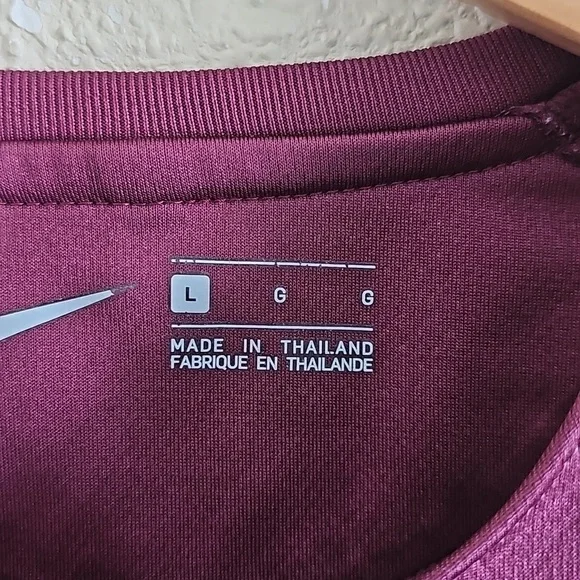 L G G
MADE IN THAILAND
FABRIQUE EN THAILANDE